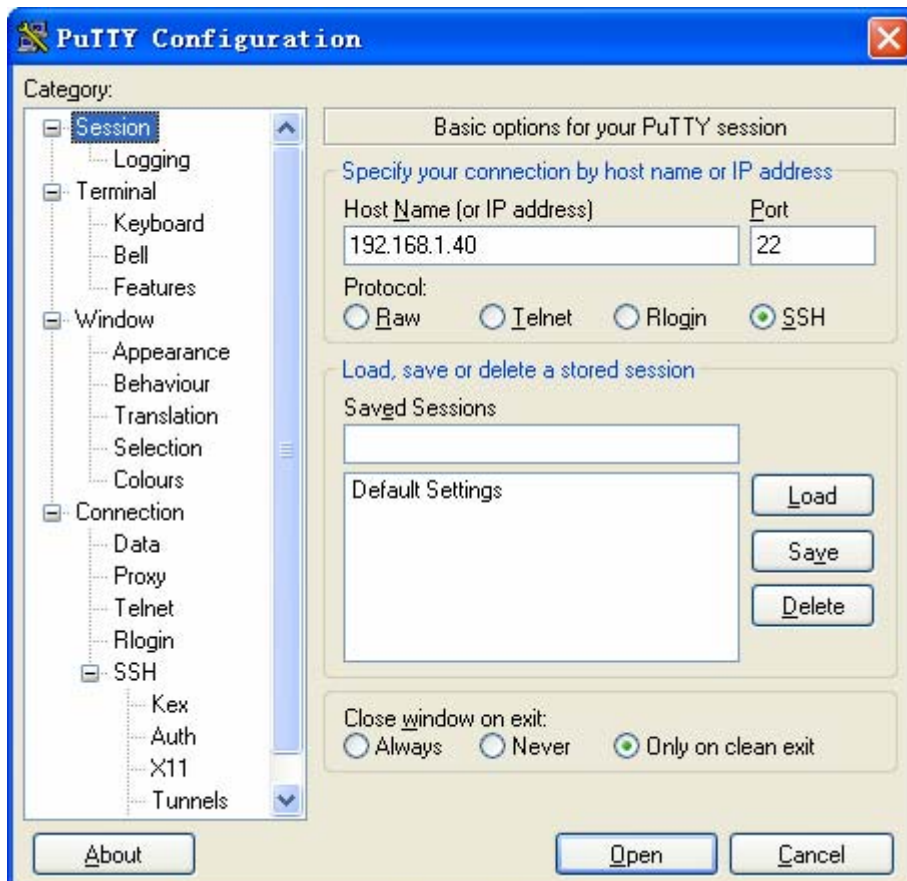 PuTTY Configuration
Category:
Session
Logging
Terminal
Keyboard
Bell
Features
Window
Appearance
Behaviour
Translation
Selection
Colours
Connection
Data
Proxy
Telnet
Rlogin
SSH
Kex
Auth
X11
Tunnels
Basic options for your PuTTY session
Specify your connection by host name or IP address
Host Name (or IP address) Port
192.168.1.40 22
Protocol:
Raw Telnet Rlogin SSH
Load, save or delete a stored session
Saved Sessions
Default Settings
Load
Save
Delete
Close window on exit:
Always Never Only on clean exit
About Open Cancel